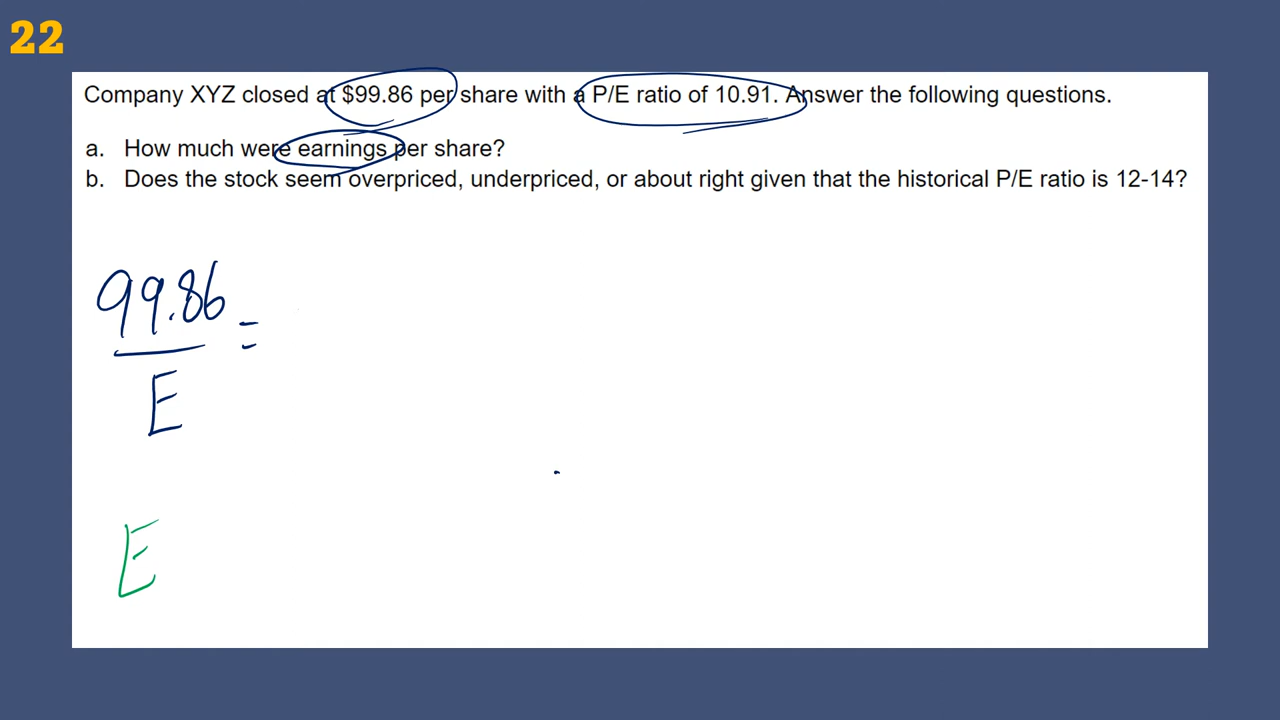 22
Company XYZ closed at $99.86 per share with a P/E ratio of 10.91. Answer the following questions.
a. How much were earnings per share?
b. Does the stock seem overpriced, underpriced, or about right given that the historical P/E ratio is 12-14?
99.86 =
E
E